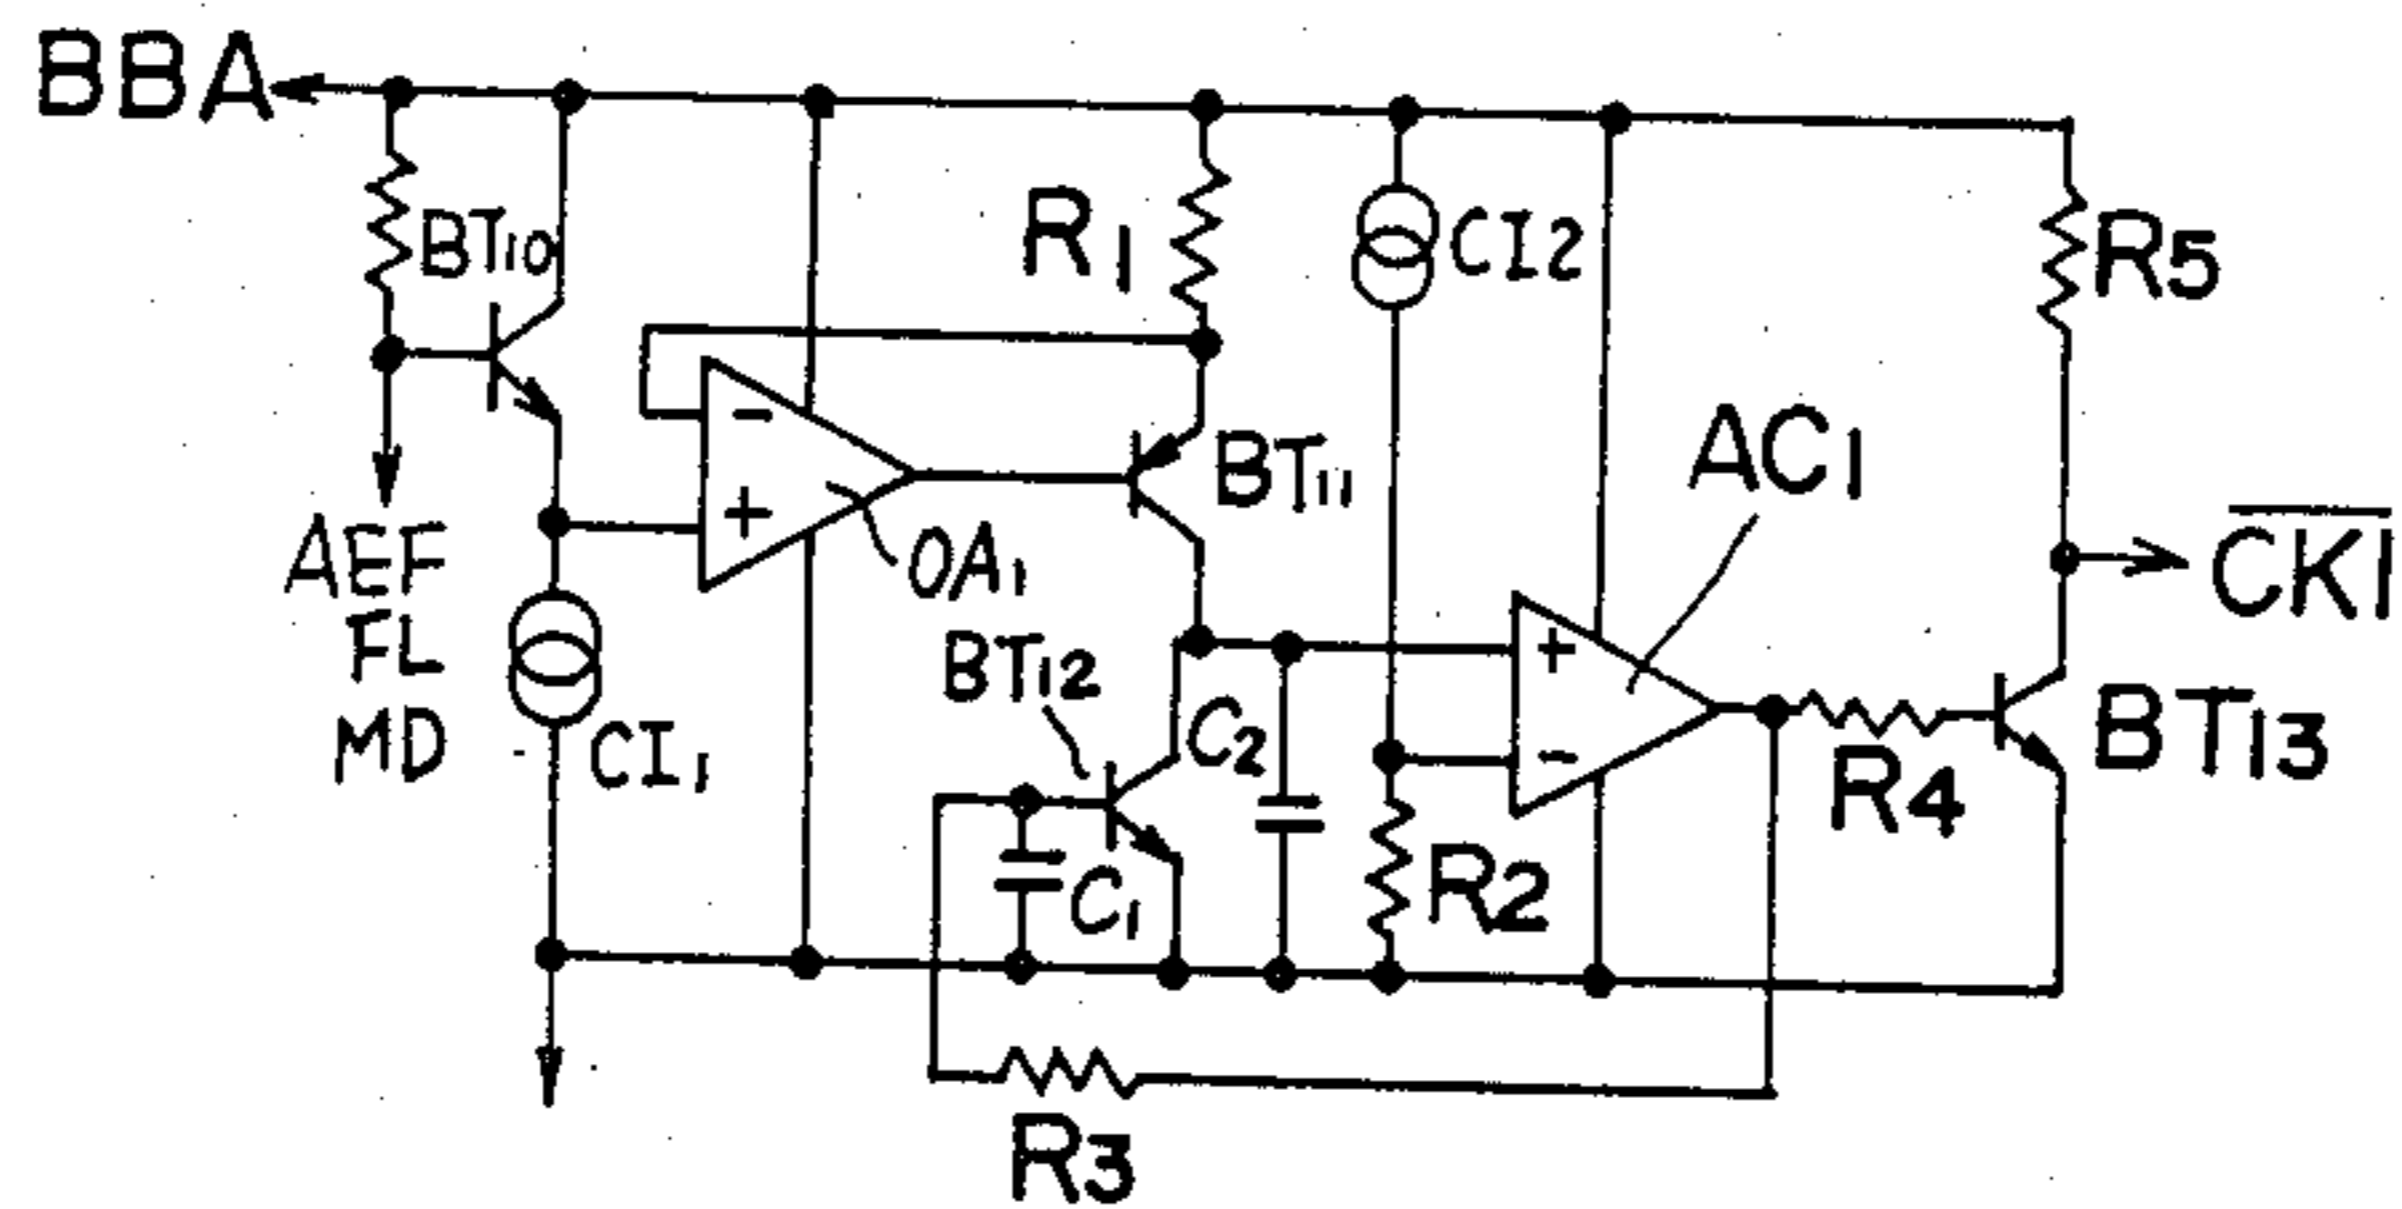 BBA
BT10
R1
CI2
R5
AC1
BT11
CKI
AEF
FL
MD
OA1
BT12
C2
CI1
BT13
R4
C1
R2
R3
- +
+ -